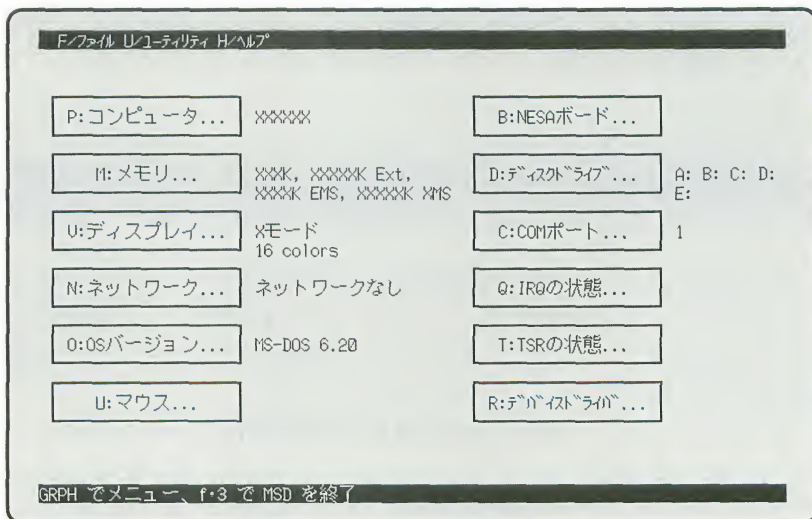 F/ファイル U/ユーティリティ H/ヘルプ
P:コンピュータ... XXXXXX
M:メモリ... XXXK, XXXXXK Ext,
XXXXK EMS, XXXXXK XMS
V:ディスプレイ... Xモード
16 colors
N:ネットワーク... ネットワークなし
O:OSバージョン... MS-DOS 6.20
U:マウス...
B:NESAボード...
D:ディスクドライブ... A: B: C: D:
E:
C:COMポート... 1
Q:IRQの状態...
T:TSRの状態...
R:デバイスドライバ...
GRPH でメニュー、f・3 で MSD を終了